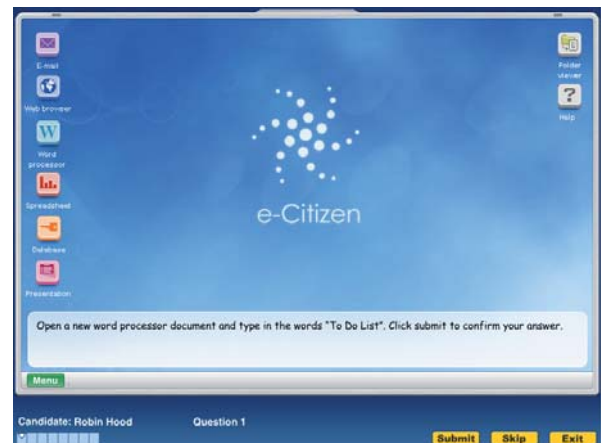 E-mail
Web browser
W
Word
processor
Spreadsheet
Database
Presentation
Folder
viewer
?
Help
e-Citizen
Open a new word processor document and type in the words "To Do List". Click submit to confirm your answer.
Menu
Candidate: Robin Hood
Question 1
Submit
Skip
Exit